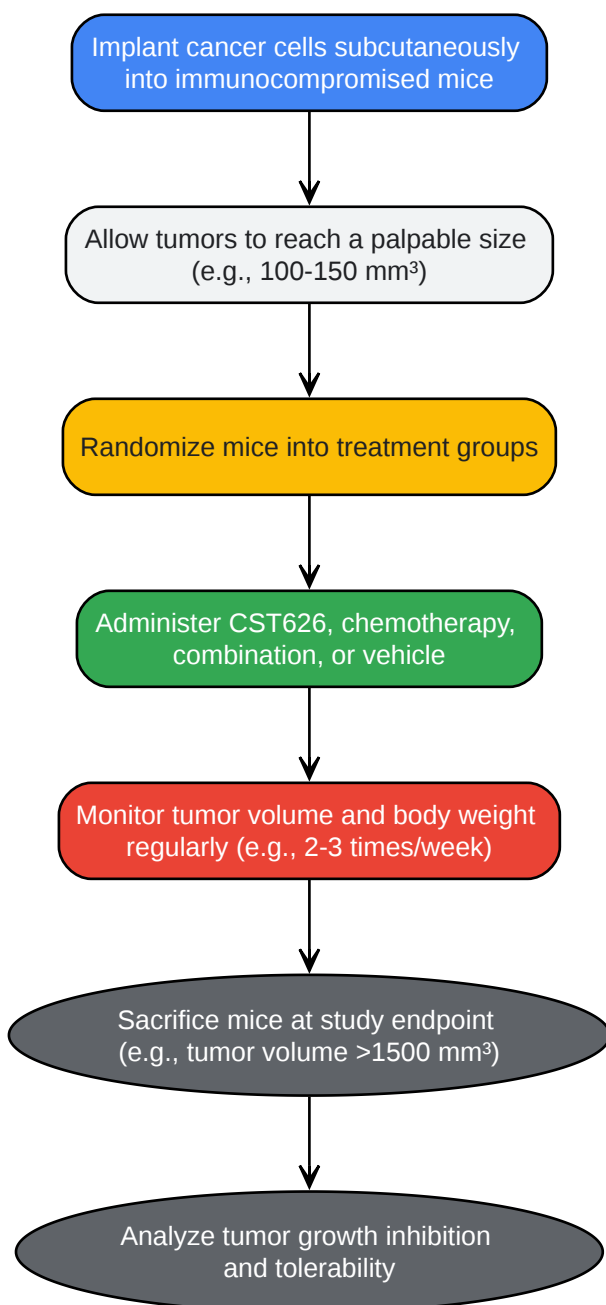 Implant cancer cells subcutaneously
into immunocompromised mice
Allow tumors to reach a palpable size
(e.g., 100-150 mm³)
Randomize mice into treatment groups
Administer CST626, chemotherapy,
combination, or vehicle
Monitor tumor volume and body weight
regularly (e.g., 2-3 times/week)
Sacrifice mice at study endpoint
(e.g., tumor volume >1500 mm³)
Analyze tumor growth inhibition
and tolerability